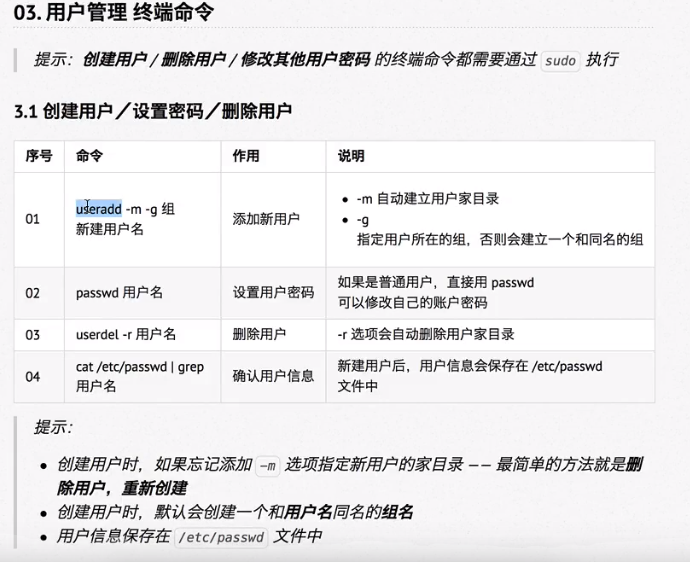 03. 用户管理 终端命令
提示：创建用户 / 删除用户 / 修改其他用户密码 的终端命令都需要通过 sudo 执行
3.1 创建用户／设置密码／删除用户
序号 命令 作用 说明
01 useradd -m -g 组 新建用户名 添加新用户
-m 自动建立用户家目录
-g
指定用户所在的组，否则会建立一个和同名的组
02 passwd 用户名 设置用户密码 如果是普通用户，直接用 passwd
可以修改自己的账户密码
03 userdel -r 用户名 删除用户 -r 选项会自动删除用户家目录
04 cat /etc/passwd | grep 用户名 确认用户信息 新建用户后，用户信息会保存在 /etc/passwd
文件中
提示：
创建用户时，如果忘记添加 -m 选项指定新用户的家目录 —— 最简单的方法就是删
除用户，重新创建
创建用户时，默认会创建一个和用户名同名的组名
用户信息保存在 /etc/passwd 文件中